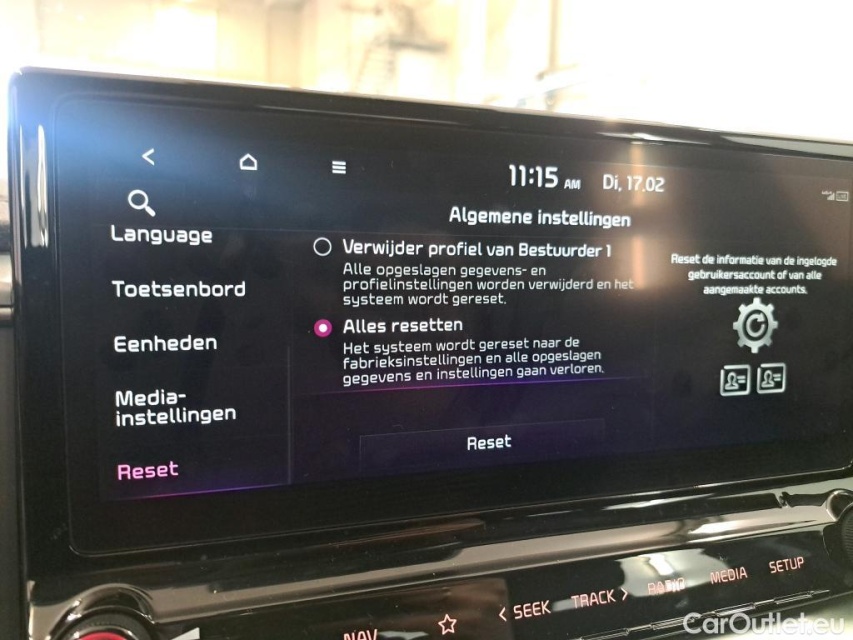 11:15 AM Di, 17.02
Algemene instellingen
Language
Toetsenbord
Eenheden
Media-
instellingen
Reset
Verwijder profiel van Bestuurder 1
Alle opgeslagen gegevens- en
profielinstellingen worden verwijderd en het
systeem wordt gereset.
Alles resetten
Het systeem wordt gereset naar de
fabrieksinstellingen en alle opgeslagen
gegevens en instellingen gaan verloren.
Reset
Reset de informatie van de ingelogde
gebruikersaccount of van alle
aangemaakte accounts.
NAV
< SEEK TRACK > RADIO MEDIA SETUP
CarOutlet.eu